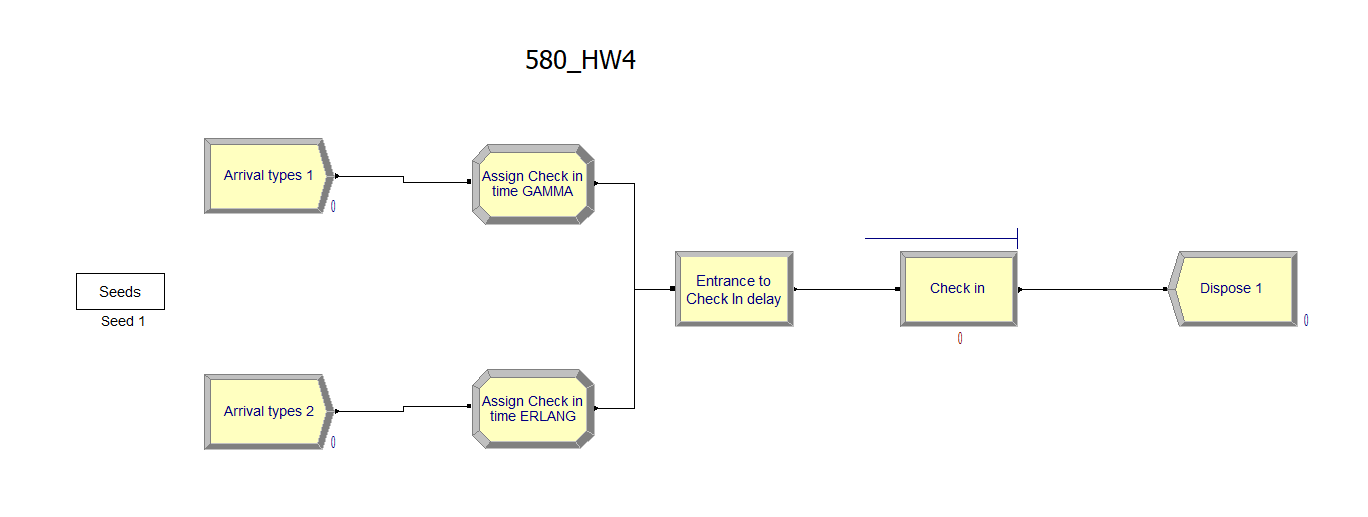 580_HW4
Arrival types 1
0
Assign Check in
time GAMMA
Seeds
Seed 1
Entrance to
Check In delay
Check in
0
Dispose 1
0
Arrival types 2
0
Assign Check in
time ERLANG